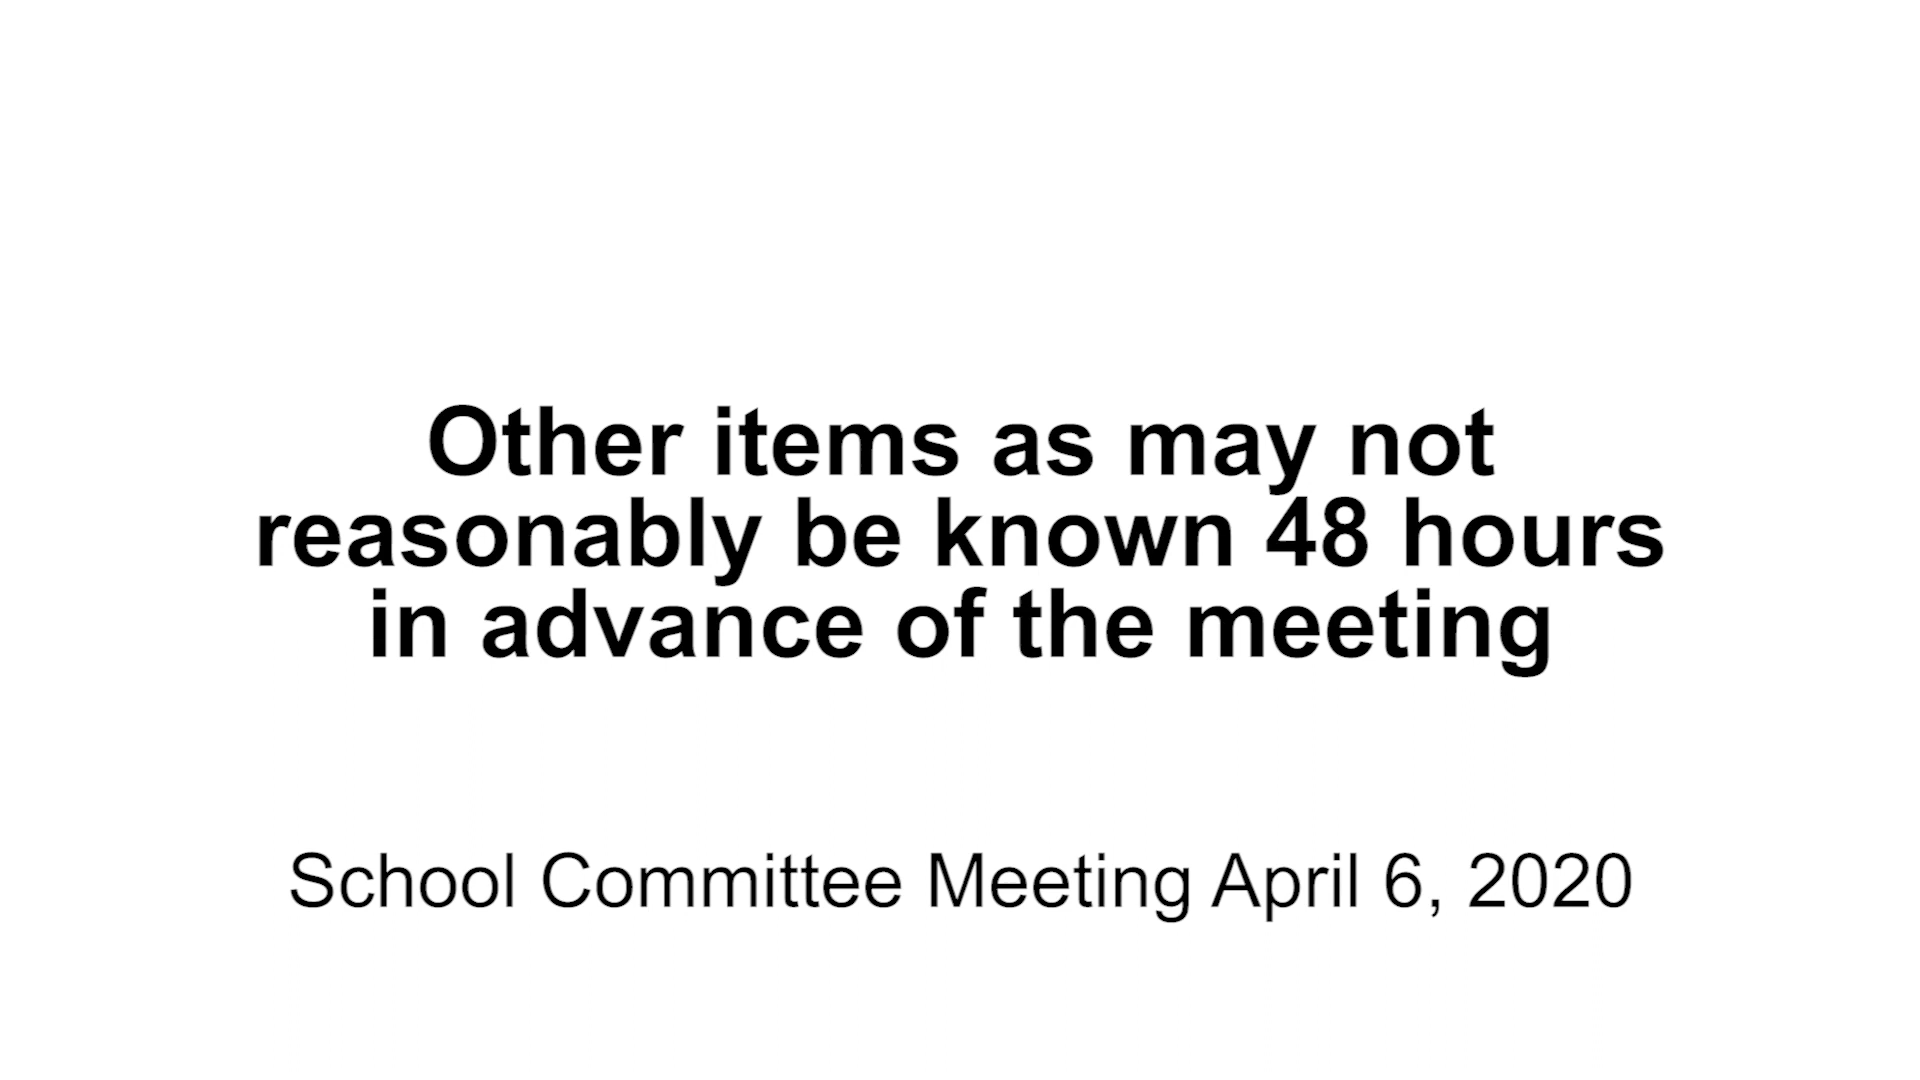 Other items as may not
reasonably be known 48 hours
in advance of the meeting
School Committee Meeting April 6, 2020